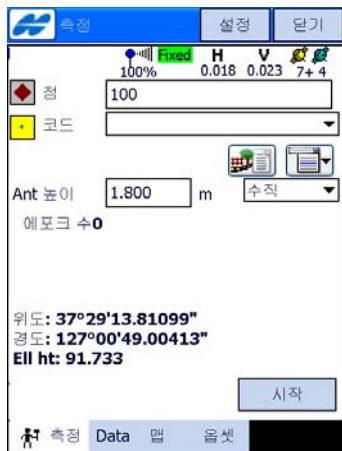 측정 설정 닫기
Fixed H V
100% 0.018 0.023 7+ 4
점 100
코드
Ant 높이 1.800 m 수직
에포크 수0
위도: 37°29'13.81099"
경도: 127°00'49.00413"
Ell ht: 91.733
시작
측정 Data 맵 옵셋